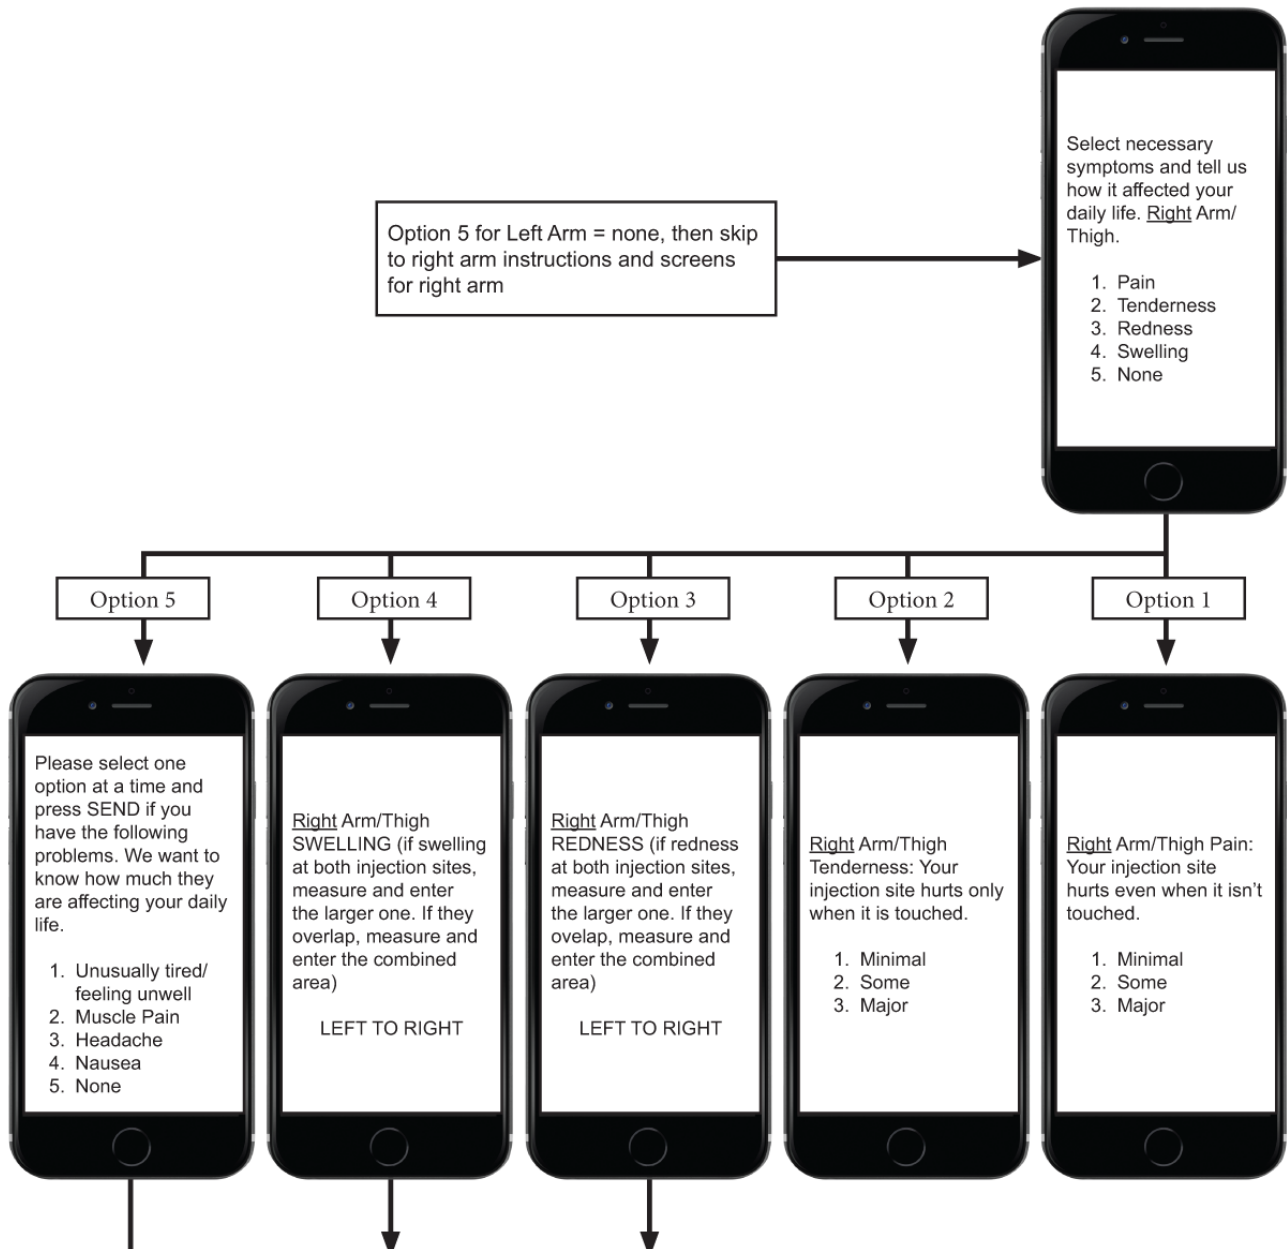 Select necessary
symptoms and tell us
how it affected your
daily life. Right Arm/
Thigh.
1. Pain
2. Tenderness
3. Redness
4. Swelling
5. None
Option 5 for Left Arm = none, then skip
to right arm instructions and screens
for right arm
Option 5
Option 4
Option 3
Option 2
Option 1
Please select one
option at a time and
press SEND if you
have the following
problems. We want to
know how much they
are affecting your daily
life.
1. Unusually tired/
feeling unwell
2. Muscle Pain
3. Headache
4. Nausea
5. None
Right Arm/Thigh
SWELLING (if swelling
at both injection sites,
measure and enter
the larger one. If they
overlap, measure and
enter the combined
area)
LEFT TO RIGHT
Right Arm/Thigh
REDNESS (if redness
at both injection sites,
measure and enter
the larger one. If they
ovelap, measure and
enter the combined
area)
LEFT TO RIGHT
Right Arm/Thigh
Tenderness: Your
injection site hurts only
when it is touched.
1. Minimal
2. Some
3. Major
Right Arm/Thigh Pain:
Your injection site
hurts even when it isn't
touched.
1. Minimal
2. Some
3. Major